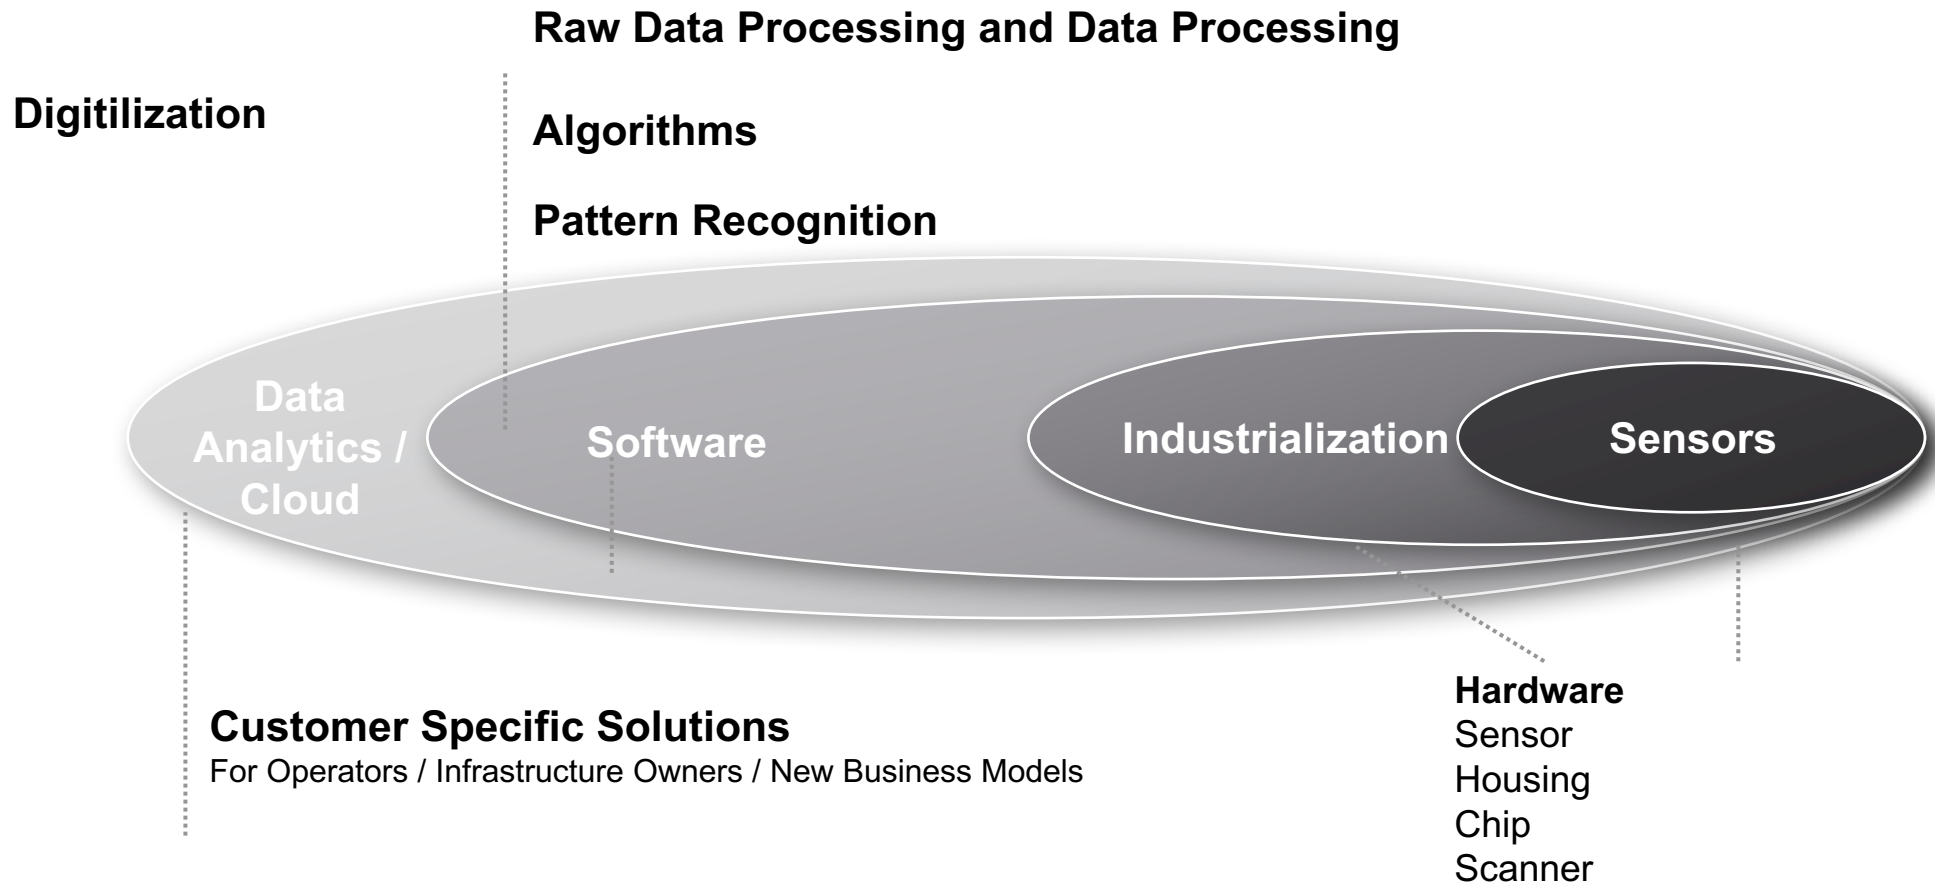 Raw Data Processing and Data Processing
Digitilization
Algorithms
Pattern Recognition
Data
Analytics /
Cloud
Software
Industrialization
Sensors
Customer Specific Solutions
For Operators / Infrastructure Owners / New Business Models
Hardware
Sensor
Housing
Chip
Scanner